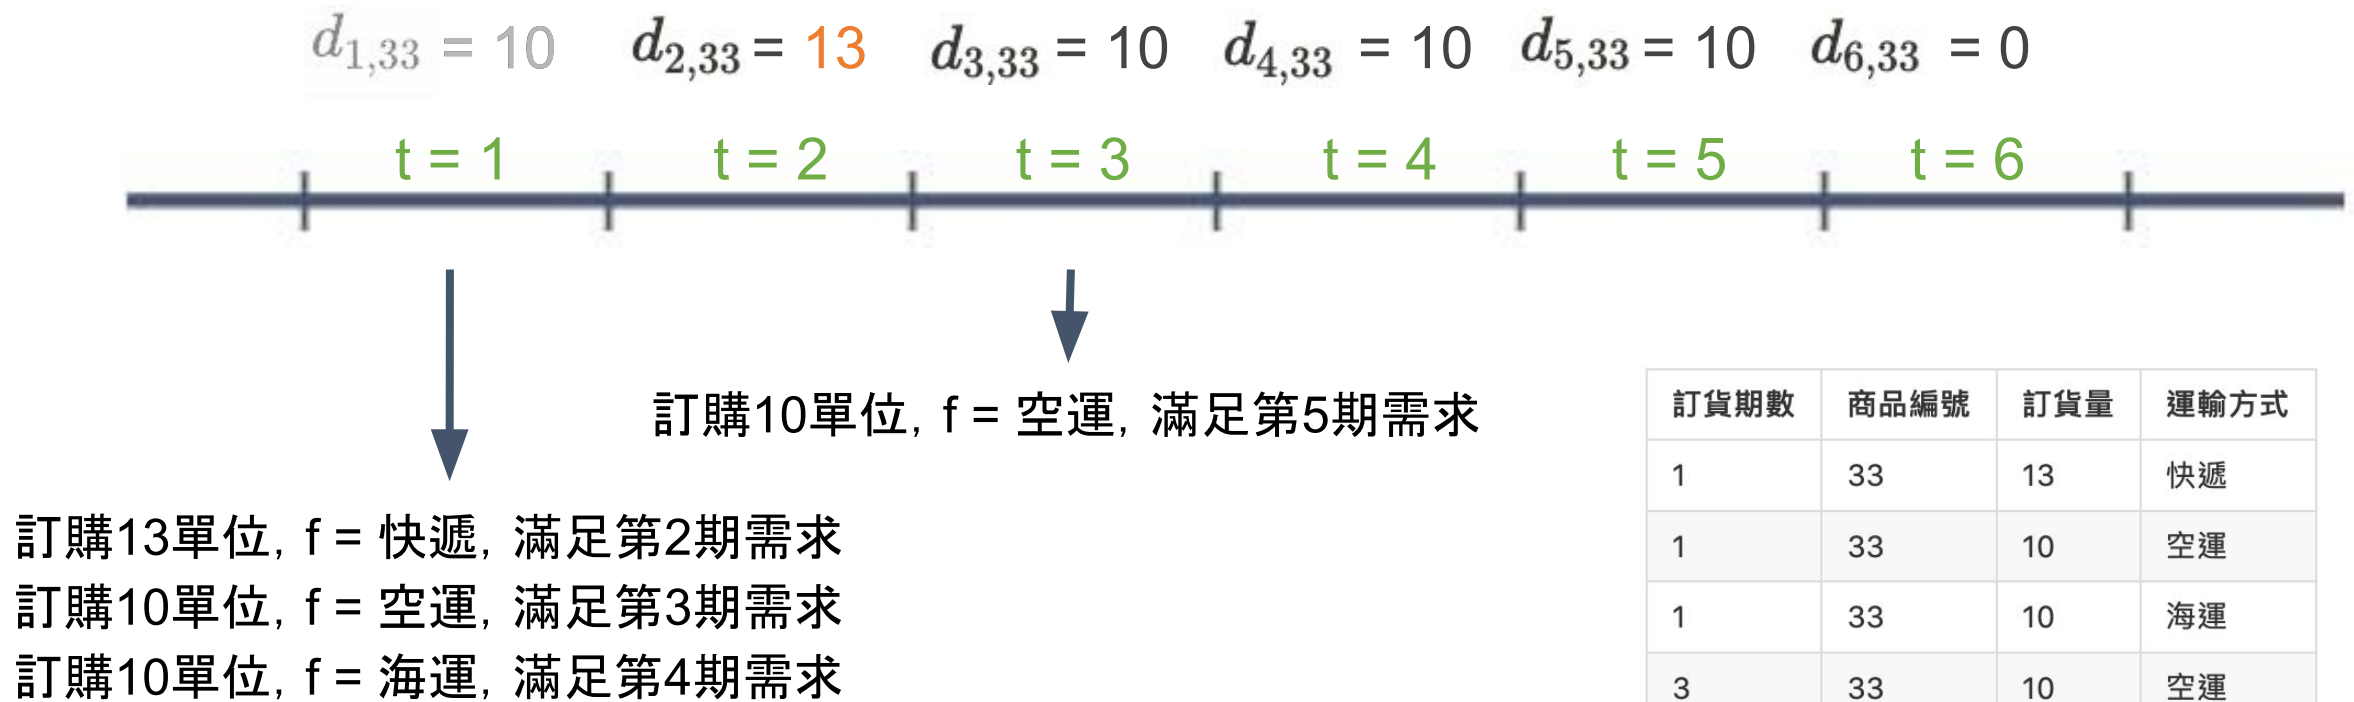 d1,33 = 10 d2,33 = 13 d3,33 = 10 d4,33 = 10 d5,33 = 10 d6,33 = 0
t = 1 t = 2 t = 3 t = 4 t = 5 t = 6
訂購10單位, f = 空運, 滿足第5期需求
訂購13單位, f = 快遞, 滿足第2期需求
訂購10單位, f = 空運, 滿足第3期需求
訂購10單位, f = 海運, 滿足第4期需求
訂貨期數 商品編號 訂貨量 運輸方式
1 33 13 快遞
1 33 10 空運
1 33 10 海運
3 33 10 空運